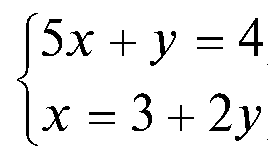 5x + y = 4
x = 3 + 2y